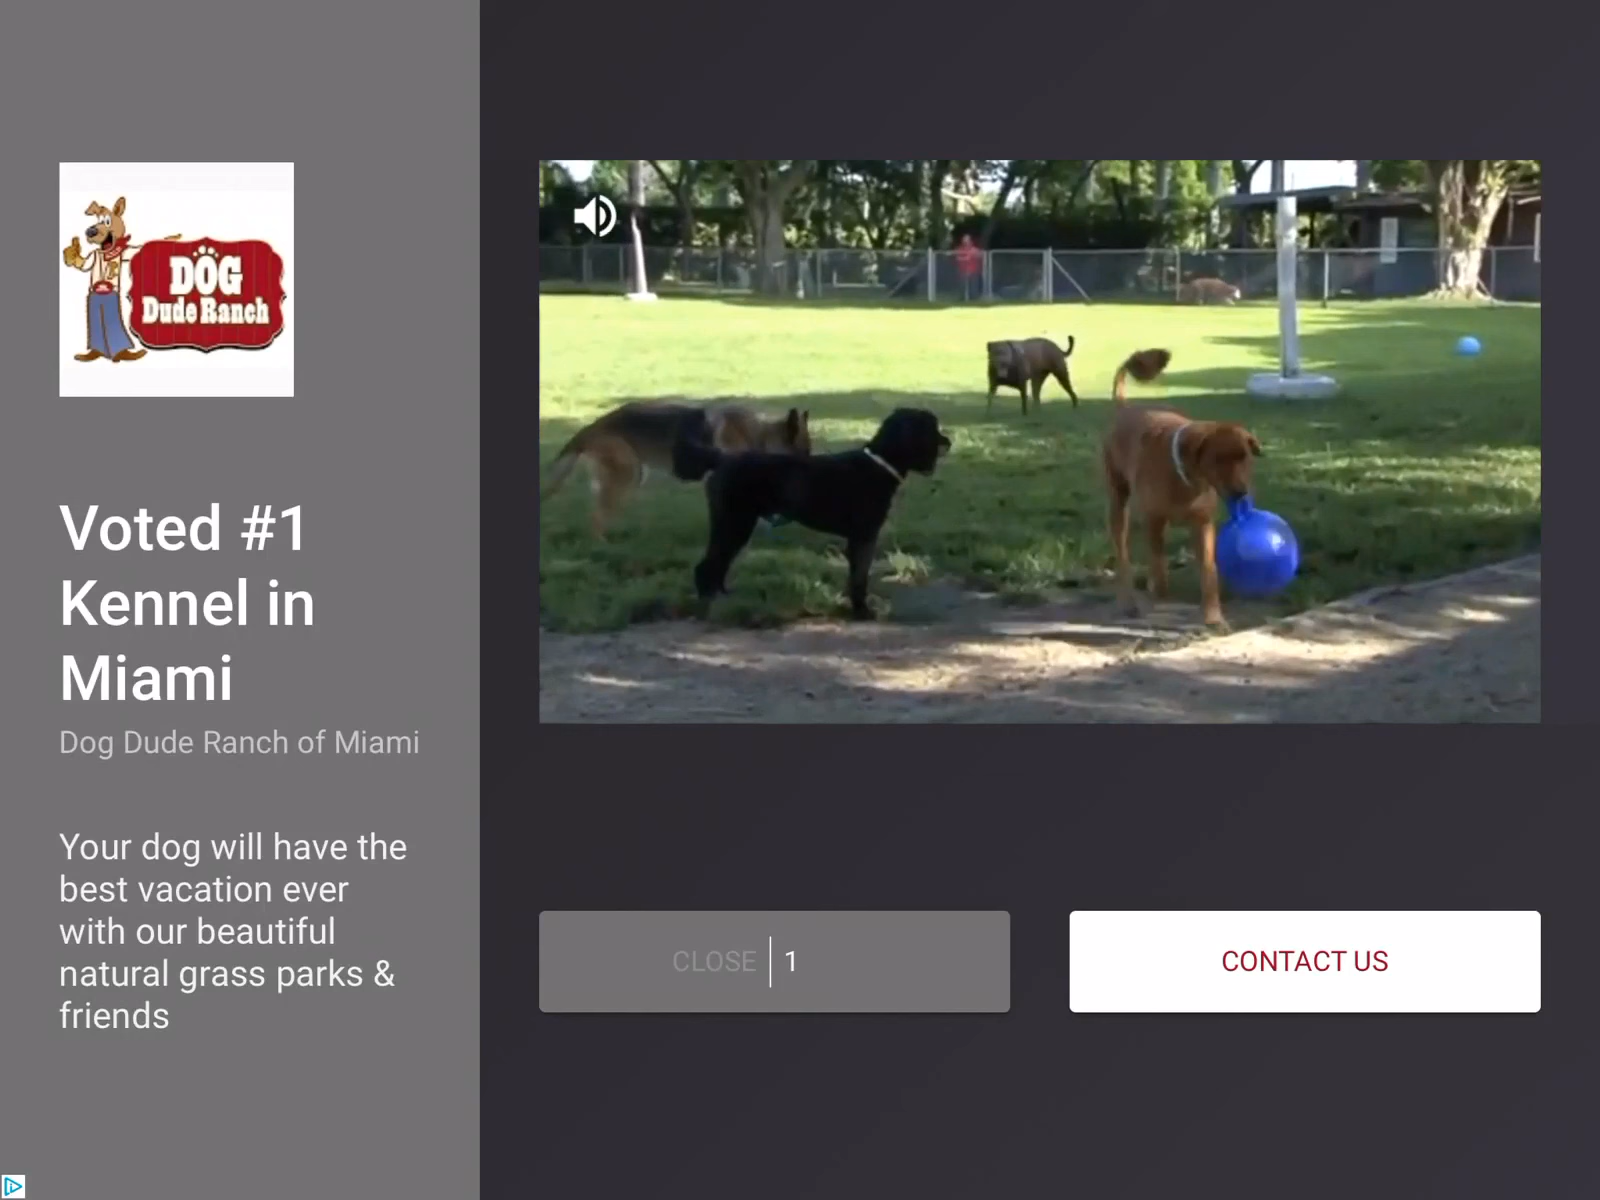 DOG
Dude Ranch
Voted #1
Kennel in
Miami
Dog Dude Ranch of Miami
Your dog will have the
best vacation ever
with our beautiful
natural grass parks &
friends
CLOSE 1
CONTACT US